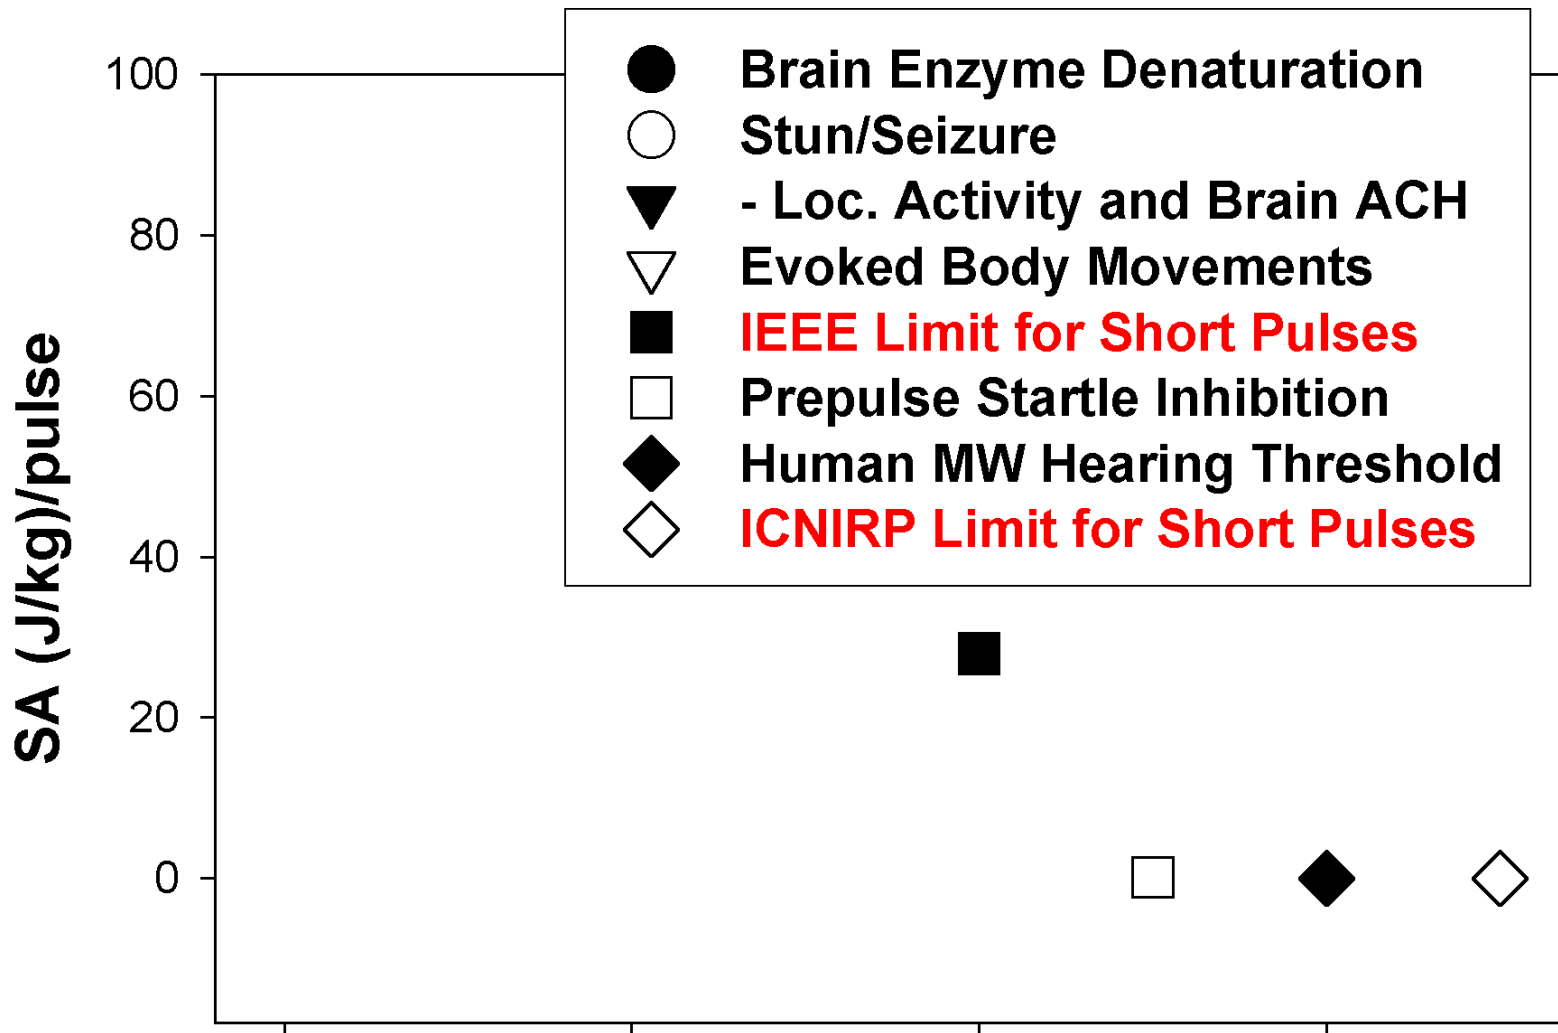 Brain Enzyme Denaturation
Stun/Seizure
- Loc. Activity and Brain ACH
Evoked Body Movements
IEEE Limit for Short Pulses
Prepulse Startle Inhibition
Human MW Hearing Threshold
ICNIRP Limit for Short Pulses
SA (J/kg)/pulse
100
80
60
40
20
0